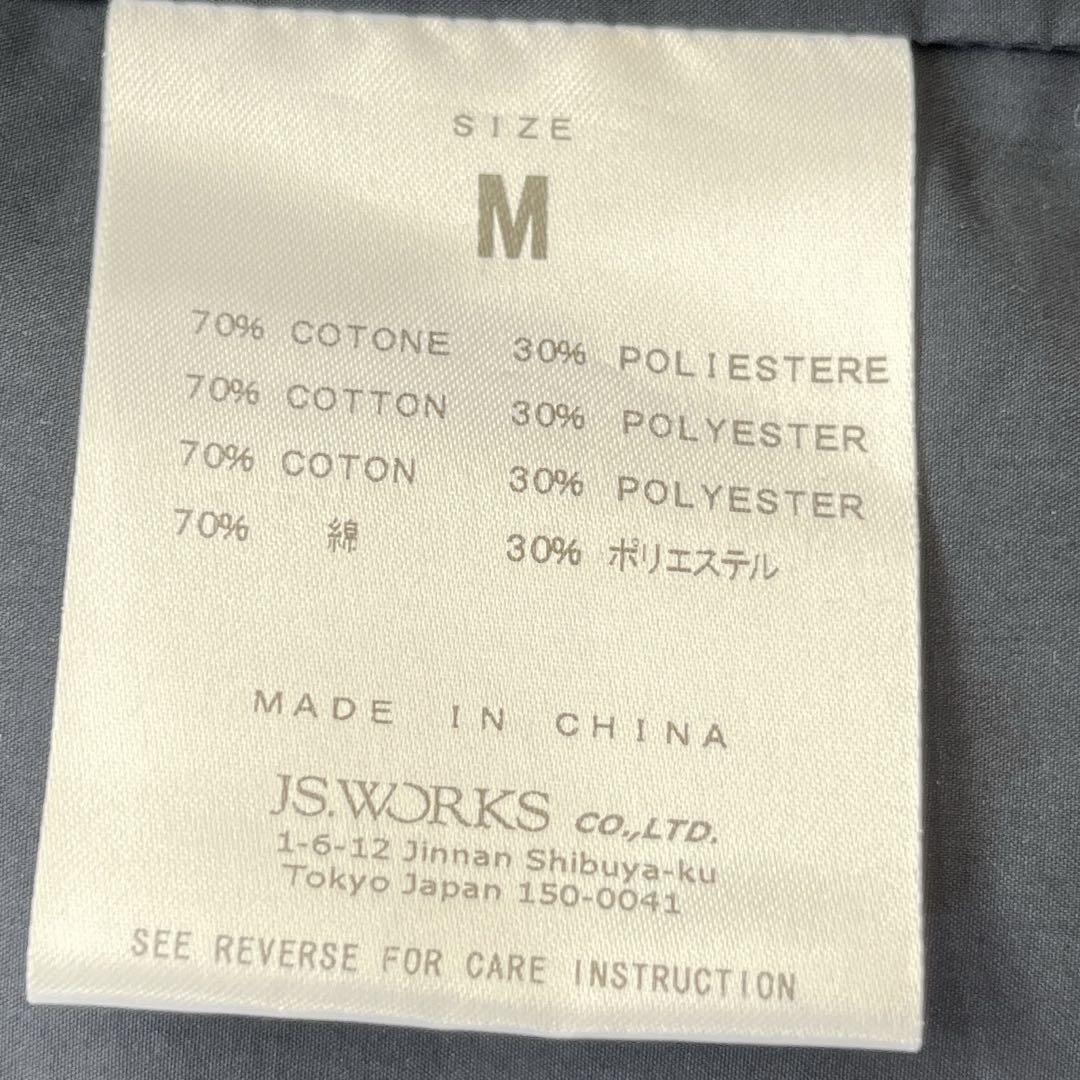 SIZE
M
70% COTONE 30% POLIESTERE
70% COTTON 30% POLYESTER
70% COTON 30% POLYESTER
70% 綿 30% ポリエステル
MADE IN CHINA
JS.WORKS CO.,LTD.
1-6-12 Jinnan Shibuya-ku
Tokyo Japan 150-0041
SEE REVERSE FOR CARE INSTRUCTION